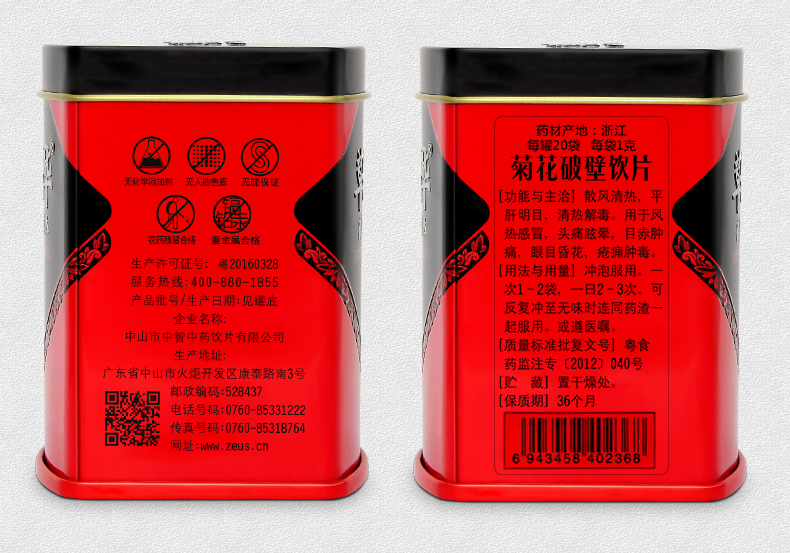 无化学添加剂 无人造色素 无硫保证
农药残留合格 重金属合格
生产许可证号: 粤20160328
服务热线:400-880-1855
产品批号/生产日期:见罐底
企业名称:
中山市中智中药饮片有限公司
生产地址:
广东省中山市火炬开发区康泰路南3号
邮政编码:528437
电话号码:0760-85331222
传真号码:0760-85318764
网址:www.zeus.cn
药材产地:浙江
每罐20袋 每袋1克
菊花破壁饮片
[功能与主治] 散风清热,平
肝明目,清热解毒。用于风
热感冒,头痛眩晕,目赤肿
痛,眼目昏花,疮痈肿毒。
[用法与用量] 冲泡服用。一
次1-2袋,一日2-3次。可
反复冲至无味时连同药渣一
起服用。或遵医嘱。
[质量标准批复文号] 粤食
药监注专〔2012〕040号
[贮 藏] 置干燥处。
[保质期] 36个月
6 943458 402368